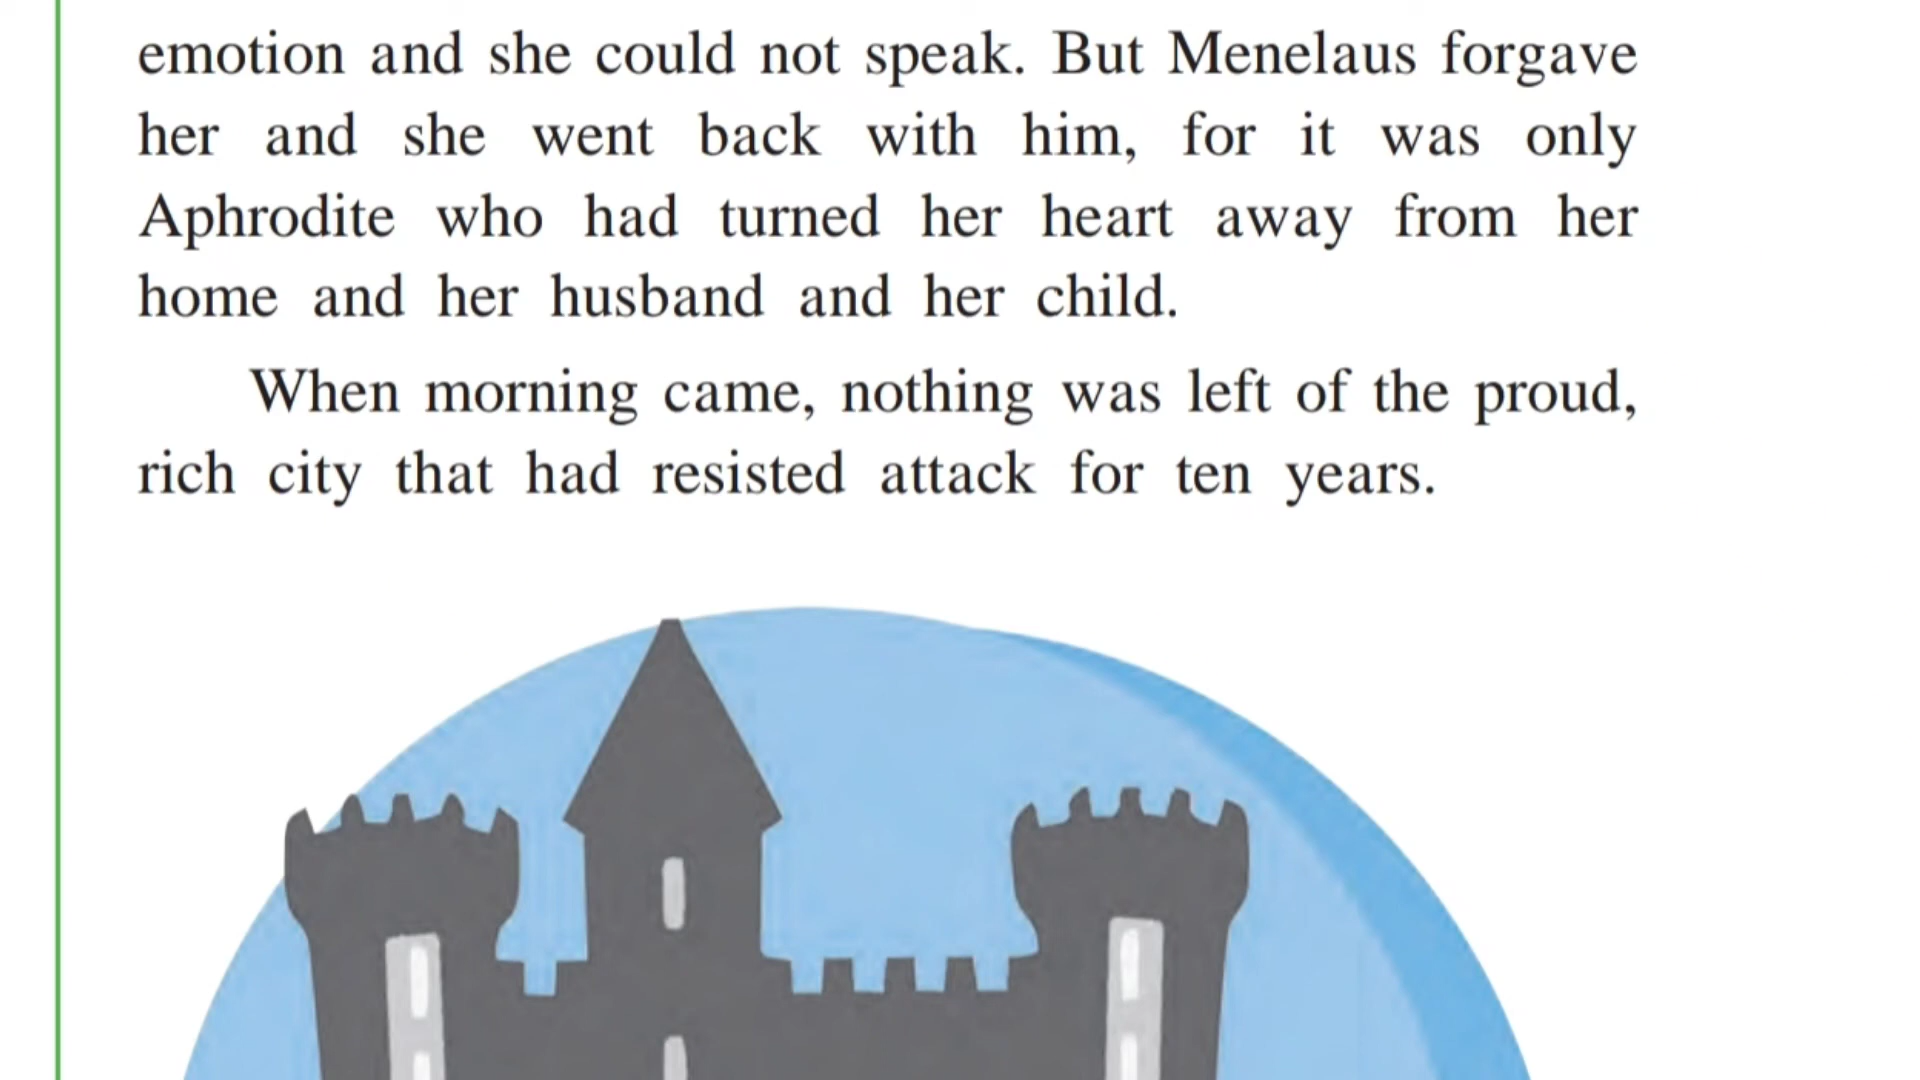 emotion and she could not speak. But Menelaus forgave
her and she went back with him, for it was only
Aphrodite who had turned her heart away from her
home and her husband and her child.
When morning came, nothing was left of the proud,
rich city that had resisted attack for ten years.